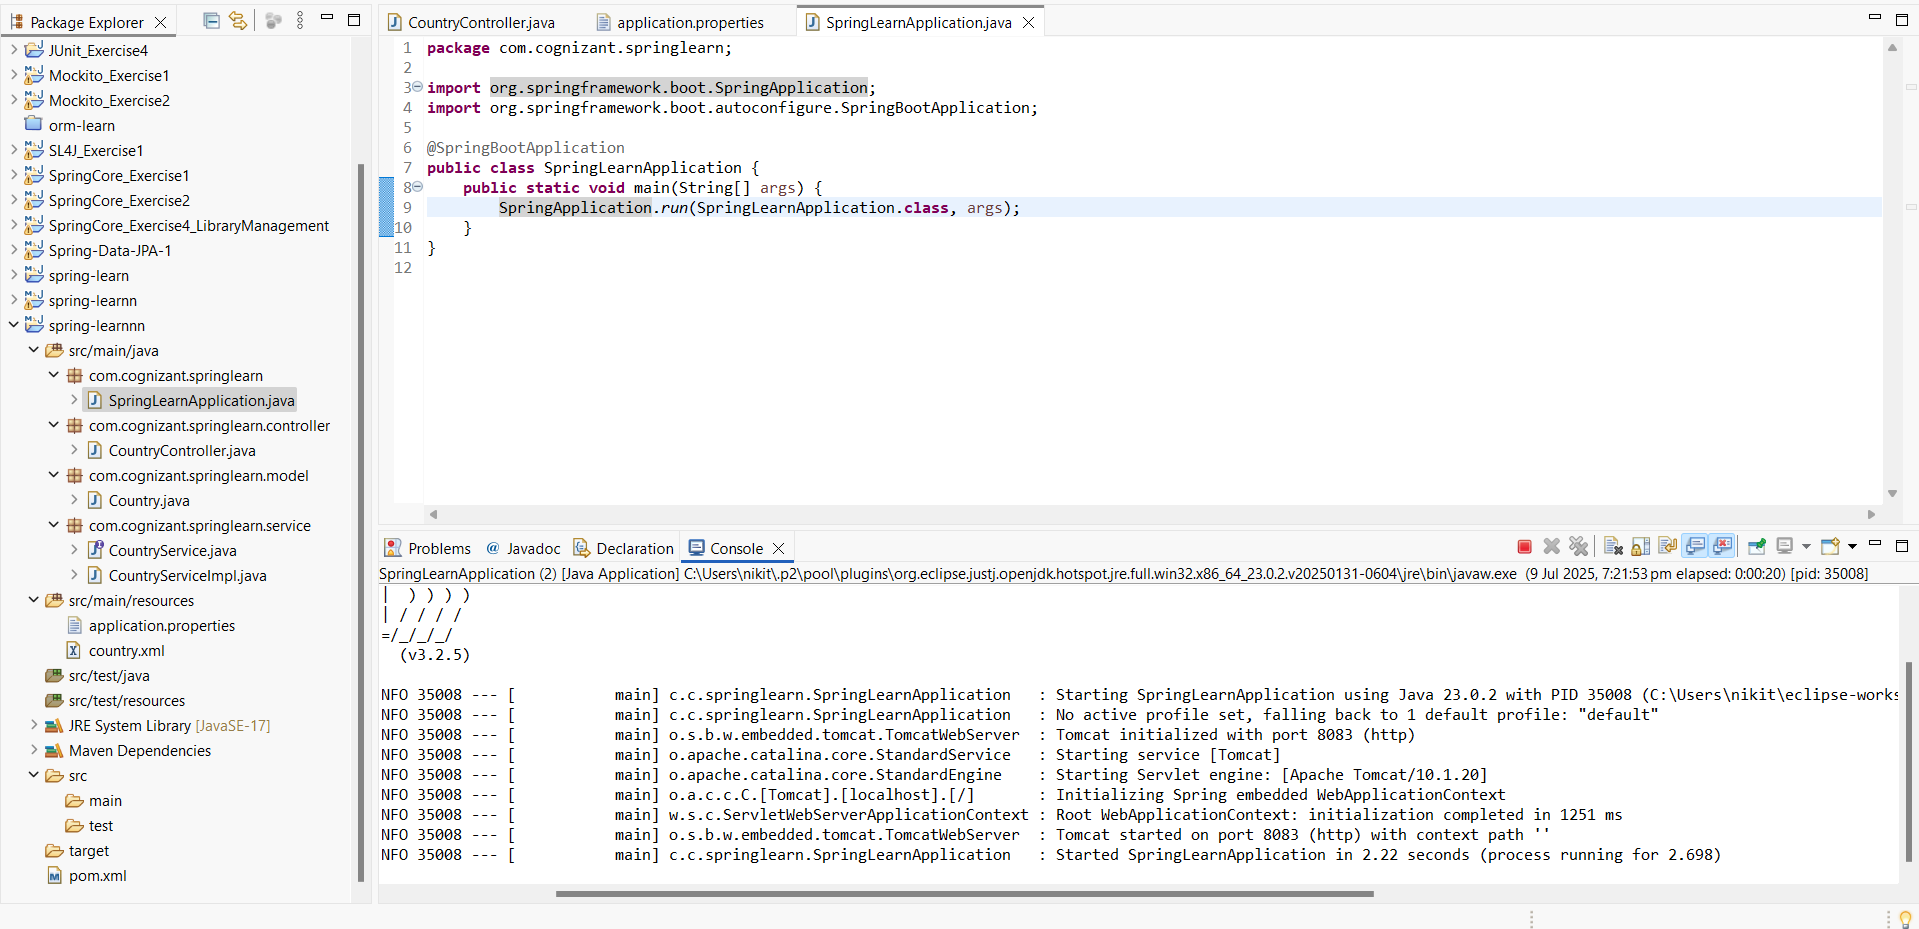 Package Explorer
JUnit_Exercise4
Mockito_Exercise1
Mockito_Exercise2
orm-learn
SL4J_Exercise1
SpringCore_Exercise1
SpringCore_Exercise2
SpringCore_Exercise4_LibraryManagement
Spring-Data-JPA-1
spring-learn
spring-learnn
spring-learnnn
src/main/java
com.cognizant.springlearn
SpringLearnApplication.java
com.cognizant.springlearn.controller
CountryController.java
com.cognizant.springlearn.model
Country.java
com.cognizant.springlearn.service
CountryService.java
CountryServiceImpl.java
src/main/resources
application.properties
country.xml
src/test/java
src/test/resources
JRE System Library [JavaSE-17]
Maven Dependencies
src
main
test
target
pom.xml
CountryController.java application.properties SpringLearnApplication.java
1 package com.cognizant.springlearn;
2
3 import org.springframework.boot.SpringApplication;
4 import org.springframework.boot.autoconfigure.SpringBootApplication;
5
6 @SpringBootApplication
7 public class SpringLearnApplication {
8     public static void main(String[] args) {
9         SpringApplication.run(SpringLearnApplication.class, args);
10     }
11 }
12
Problems @ Javadoc Declaration Console
SpringLearnApplication (2) [Java Application] C:\Users\nikit\.p2\pool\plugins\org.eclipse.justj.openjdk.hotspot.jre.full.win32.x86_64_23.0.2.v20250131-0604\jre\bin\javaw.exe (9 Jul 2025, 7:21:53 pm elapsed: 0:00:20) [pid: 35008]
|  ) ) ) )
| / / / /
=/_/_/_/
(v3.2.5)
NFO 35008 --- [           main] c.c.springlearn.SpringLearnApplication   : Starting SpringLearnApplication using Java 23.0.2 with PID 35008 (C:\Users\nikit\eclipse-works
NFO 35008 --- [           main] c.c.springlearn.SpringLearnApplication   : No active profile set, falling back to 1 default profile: "default"
NFO 35008 --- [           main] o.s.b.w.embedded.tomcat.TomcatWebServer  : Tomcat initialized with port 8083 (http)
NFO 35008 --- [           main] o.apache.catalina.core.StandardService   : Starting service [Tomcat]
NFO 35008 --- [           main] o.apache.catalina.core.StandardEngine    : Starting Servlet engine: [Apache Tomcat/10.1.20]
NFO 35008 --- [           main] o.a.c.c.C.[Tomcat].[localhost].[/]       : Initializing Spring embedded WebApplicationContext
NFO 35008 --- [           main] w.s.c.ServletWebServerApplicationContext : Root WebApplicationContext: initialization completed in 1251 ms
NFO 35008 --- [           main] o.s.b.w.embedded.tomcat.TomcatWebServer  : Tomcat started on port 8083 (http) with context path ''
NFO 35008 --- [           main] c.c.springlearn.SpringLearnApplication   : Started SpringLearnApplication in 2.22 seconds (process running for 2.698)